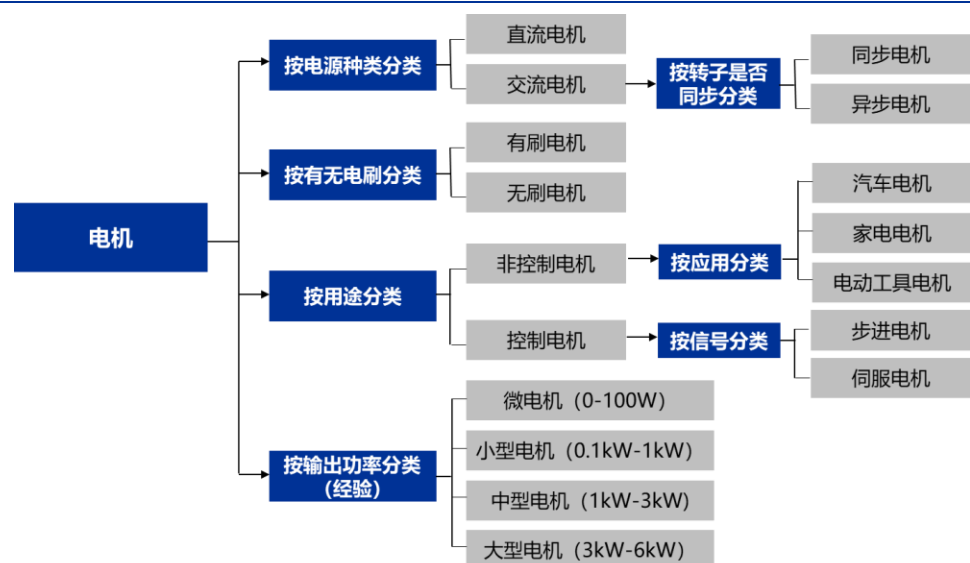 电机
按电源种类分类
直流电机
交流电机
按转子是否
同步分类
同步电机
异步电机
按有无电刷分类
有刷电机
无刷电机
按用途分类
非控制电机
按应用分类
汽车电机
家电电机
电动工具电机
控制电机
按信号分类
步进电机
伺服电机
按输出功率分类
(经验)
微电机（0-100W）
小型电机（0.1kW-1kW）
中型电机（1kW-3kW）
大型电机（3kW-6kW）